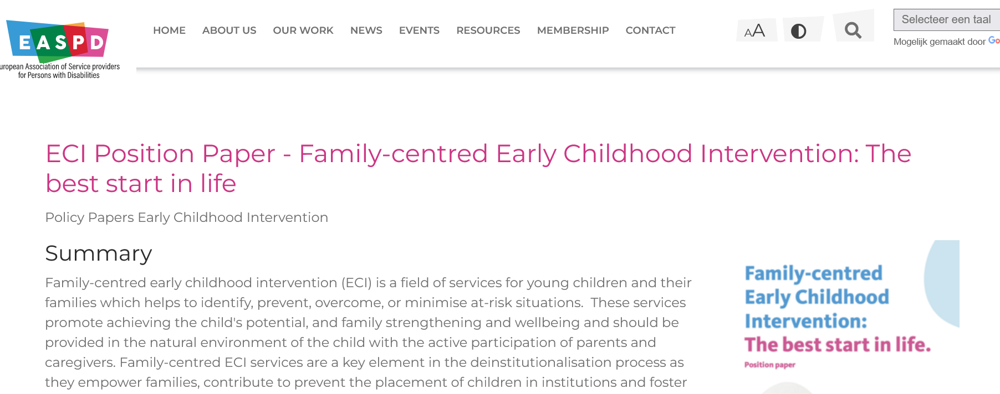 HOME ABOUT US OUR WORK NEWS EVENTS RESOURCES MEMBERSHIP CONTACT
AA
Selecteer een taal
Mogelijk gemaakt door Go
EASPD
uropean Association of Service providers
for Persons with Disabilities
ECI Position Paper - Family-centred Early Childhood Intervention: The
best start in life
Policy Papers Early Childhood Intervention
Summary
Family-centred early childhood intervention (ECI) is a field of services for young children and their
families which helps to identify, prevent, overcome, or minimise at-risk situations.  These services
promote achieving the child's potential, and family strengthening and wellbeing and should be
provided in the natural environment of the child with the active participation of parents and
caregivers. Family-centred ECI services are a key element in the deinstitutionalisation process as
they empower families, contribute to prevent the placement of children in institutions and foster
Family-centred
Early Childhood
Intervention:
The best start in life.
Position paper